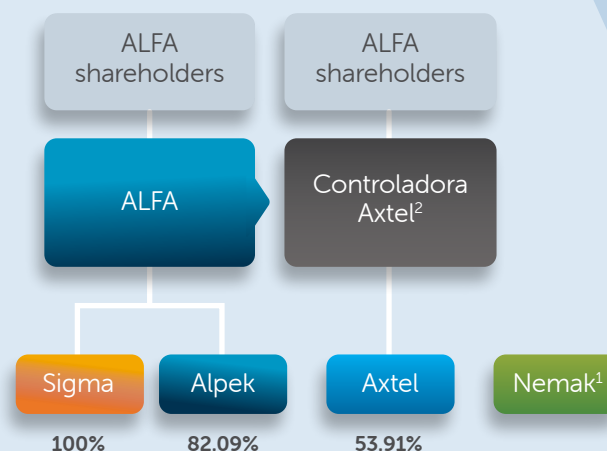 ALFA
shareholders
ALFA
shareholders
ALFA
Controladora
Axtel²
Sigma
Alpek
Axtel
Nemak¹
100%
82.09%
53.91%